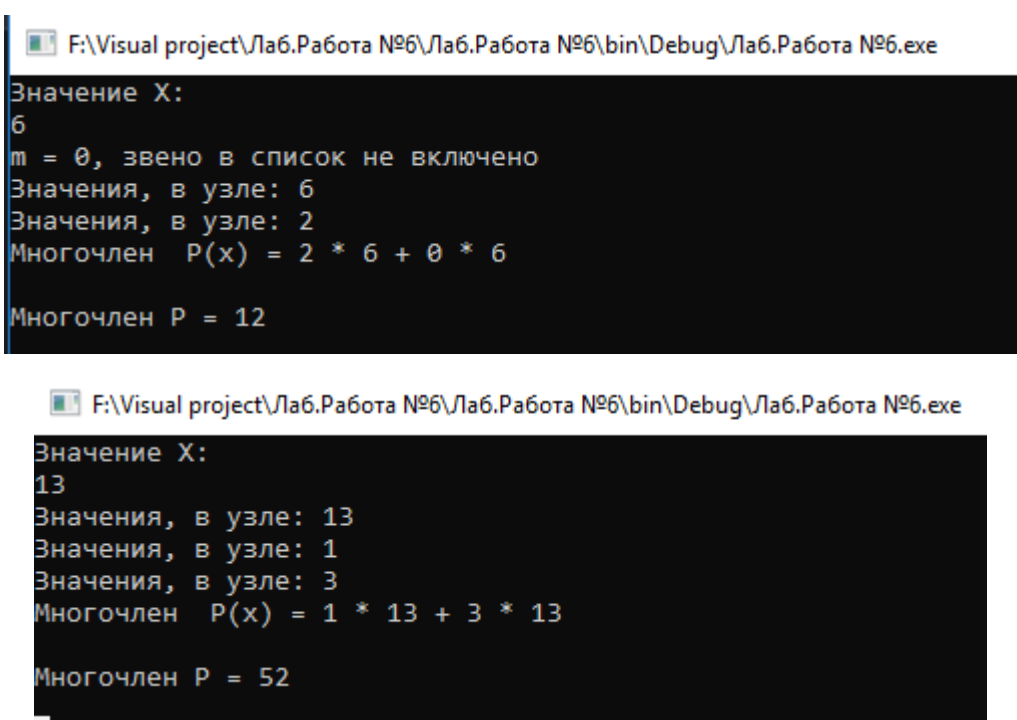 F:\Visual project\Лаб.Работа №6\Лаб.Работа №6\bin\Debug\Лаб.Работа №6.exe
Значение X:
6
m = 0, звено в список не включено
Значения, в узле: 6
Значения, в узле: 2
Многочлен  P(x) = 2 * 6 + 0 * 6
Многочлен P = 12
F:\Visual project\Лаб.Работа №6\Лаб.Работа №6\bin\Debug\Лаб.Работа №6.exe
Значение X:
13
Значения, в узле: 13
Значения, в узле: 1
Значения, в узле: 3
Многочлен  P(x) = 1 * 13 + 3 * 13
Многочлен P = 52